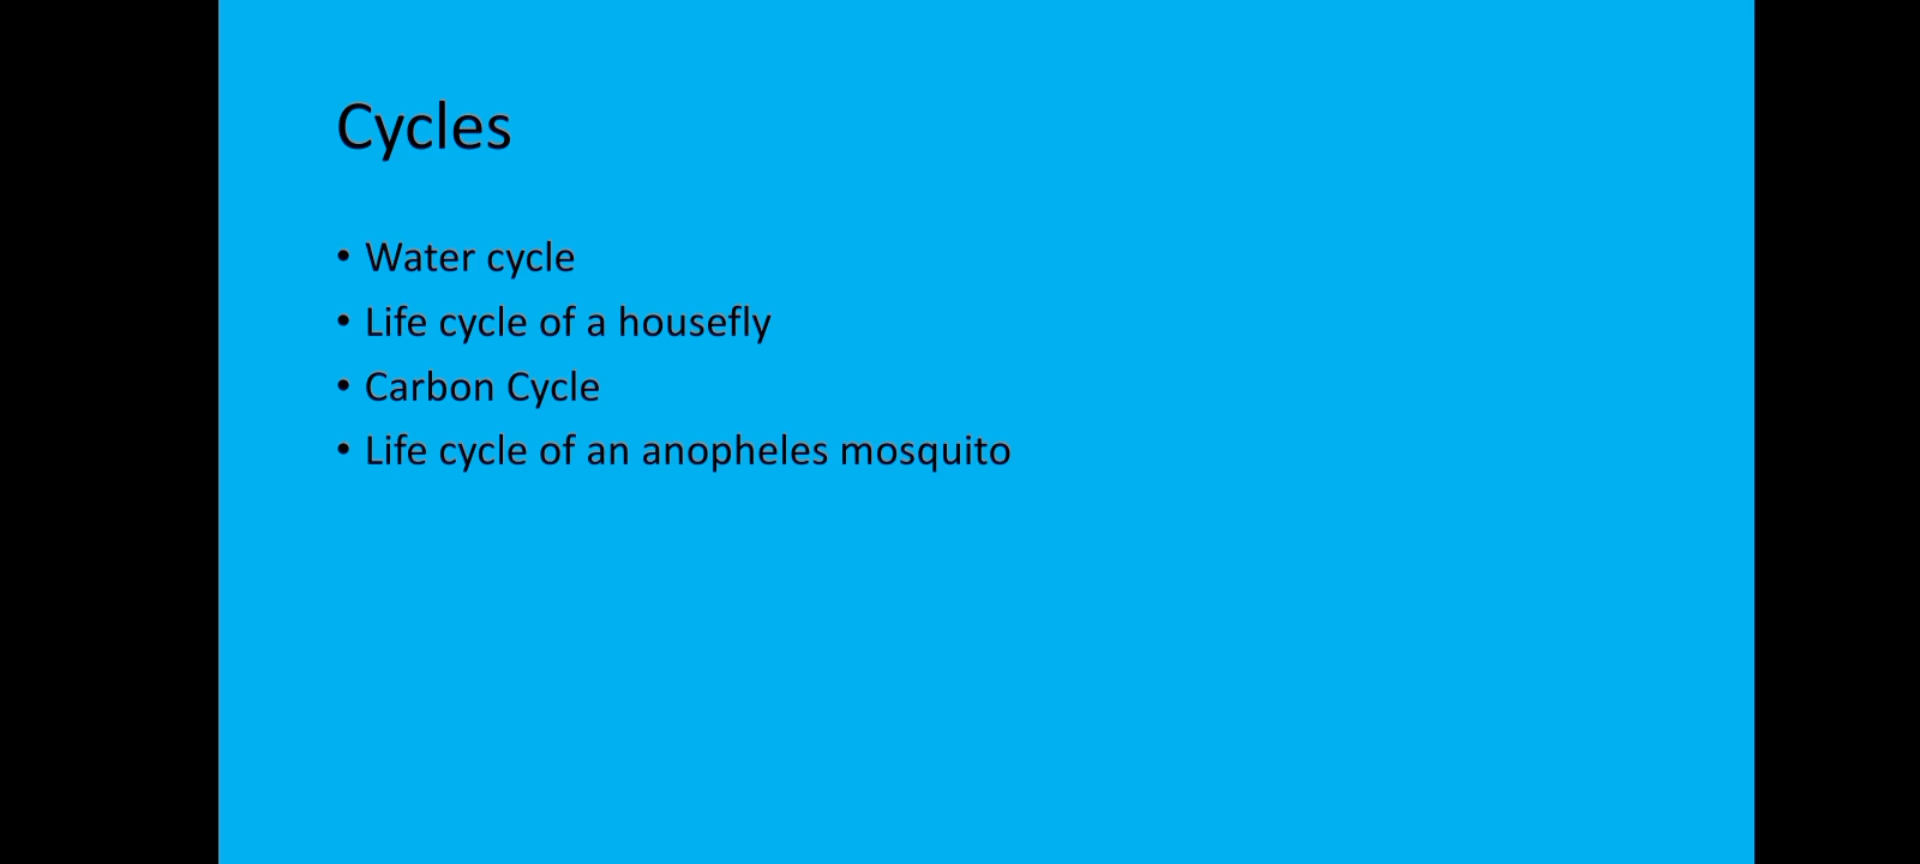 Cycles
• Water cycle
• Life cycle of a housefly
• Carbon Cycle
• Life cycle of an anopheles mosquito